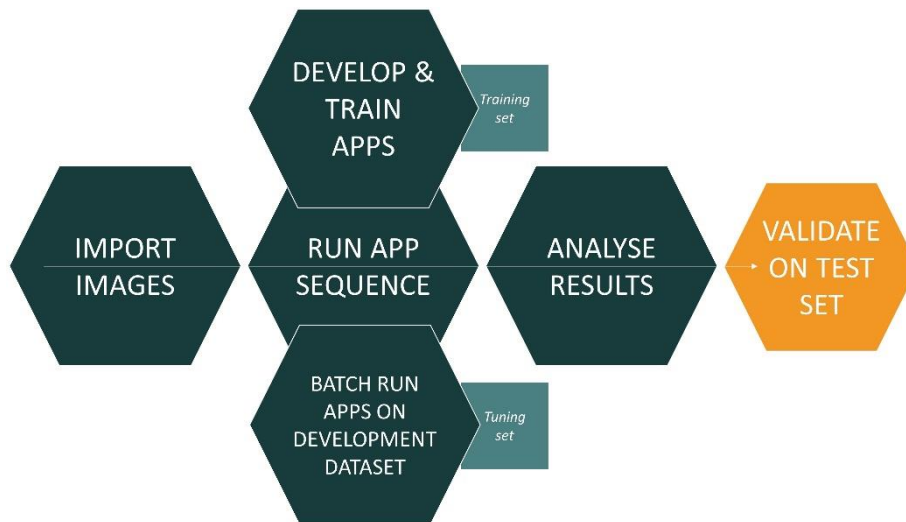 DEVELOP &
TRAIN
APPS
Training
set
IMPORT
IMAGES
RUN APP
SEQUENCE
ANALYSE
RESULTS
VALIDATE
ON TEST
SET
BATCH RUN
APPS ON
DEVELOPMENT
DATASET
Tuning
set